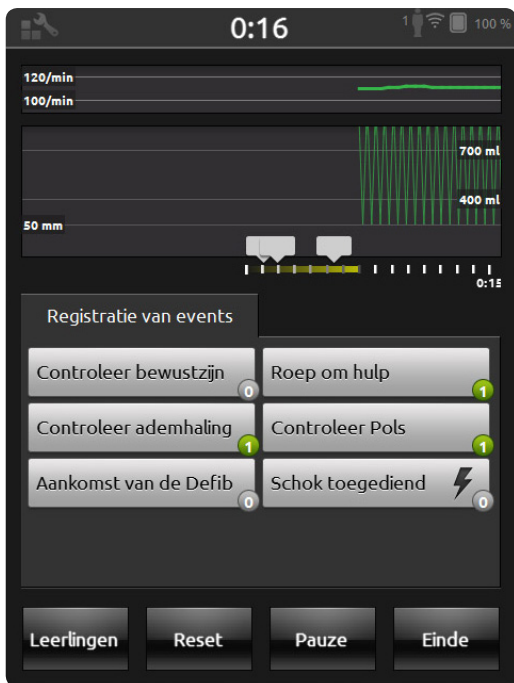 0:16
1
100 %
120/min
100/min
700 ml
400 ml
50 mm
0:15
Registratie van events
Controleer bewustzijn
0
Roep om hulp
1
Controleer ademhaling
1
Controleer Pols
1
Aankomst van de Defib
0
Schok toegediend
0
Leerlingen
Reset
Pauze
Einde